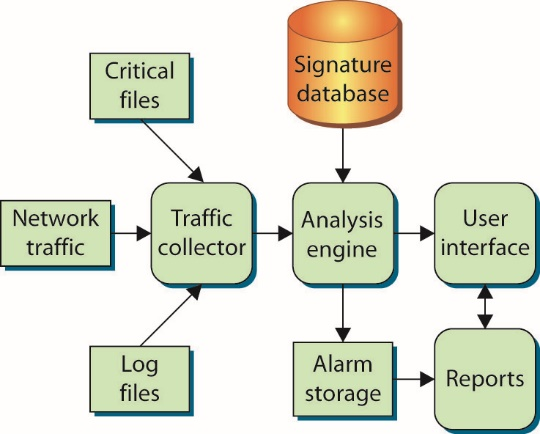 Critical
files
Signature
database
Network
traffic
Traffic
collector
Analysis
engine
User
interface
Log
files
Alarm
storage
Reports